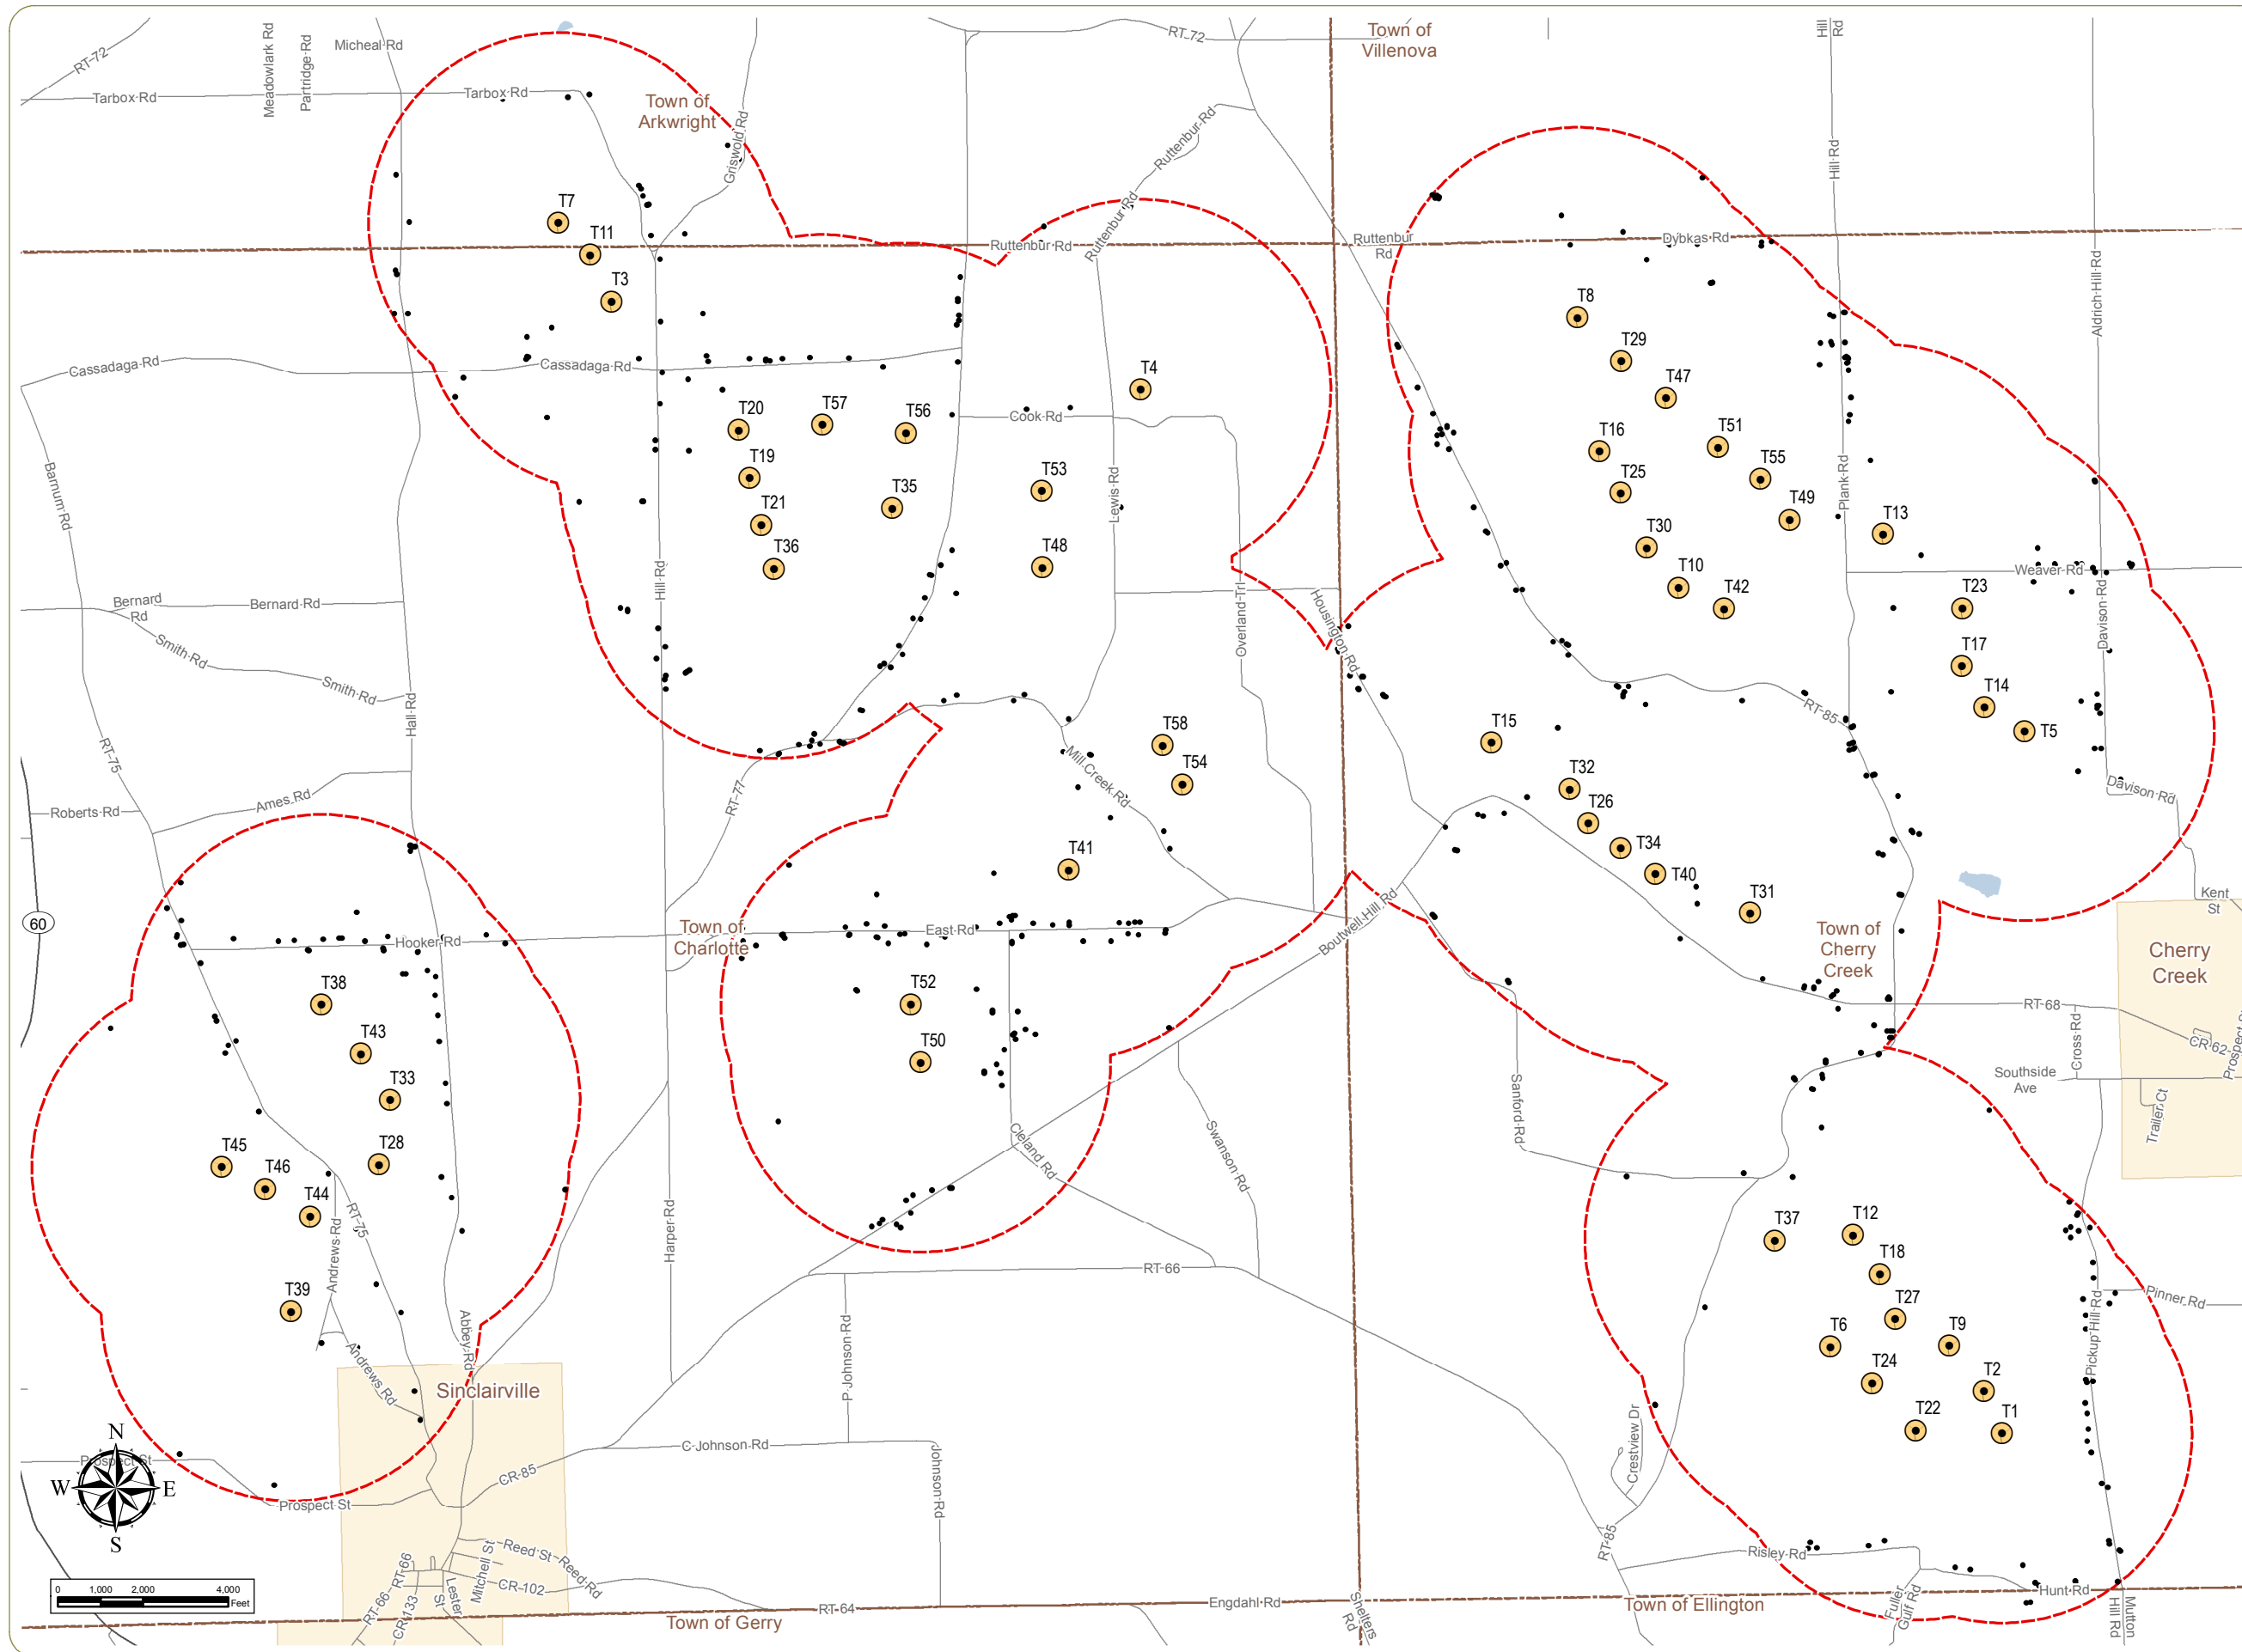 Town of
Villenova
Hill
Rd
RT-72
RT-72
Meadowlark Rd
Partridge Rd
Micheal Rd
Tarbox Rd
Tarbox Rd
Town of
Arkwright
Griswold Rd
Ruttenbur Rd
Ruttenbur Rd
Ruttenbur Rd
Ruttenbur
Rd
Dybkas Rd
Hill Rd
Aldrich Hill Rd
T7
T11
T3
T8
T29
T47
T4
Cassadaga Rd
Cassadaga Rd
Cook Rd
T20
T57
T56
T19
T35
T21
T36
T53
T48
T16
T51
T25
T55
T49
T30
T10
T42
T13
Plank Rd
Barnum Rd
Lewis Rd
Hill Rd
Weaver Rd
T23
T17
T14
T5
Davison Rd
Davison Rd
Bernard
Rd
Bernard Rd
Smith Rd
Smith Rd
Hall Rd
Overland Trl
Housington Rd
RT-85
RT-75
Roberts Rd
Ames Rd
RT-77
Mill Creek Rd
T58
T54
T15
T32
T26
T34
T40
T31
T41
Kent
St
60
Hooker Rd
Town of
Charlotte
East Rd
Boutwell Hill Rd
Town of
Cherry
Creek
Cherry
Creek
T38
T43
T33
T28
T52
T50
RT-68
Cross Rd
CR-62
Southside
Ave
Trailer Ct
Sanford Rd
Swanson Rd
Cleland Rd
T45
T46
T44
T39
RT-75
Andrews Rd
Andrews Rd
Abbey Rd
Harper Rd
RT-66
P Johnson Rd
T37
T12
T18
T27
T6
T9
T24
T2
T22
T1
Pinner Rd
Pickup Hill Rd
Sinclairville
Crestview Dr
C Johnson Rd
Johnson Rd
CR-85
Prospect St
Prospect St
N
W
E
S
RT-85
Risley Rd
Reed St
Reed Rd
Mitchell St
CR-102
Lester
St
RT-66
RT-66
CR-133
0 1,000 2,000 4,000
Feet
RT-64
Town of Gerry
Engdahl Rd
Shelters
Rd
Town of Ellington
Fuller
Gulf Rd
Hunt Rd
Mutton
Hill Rd